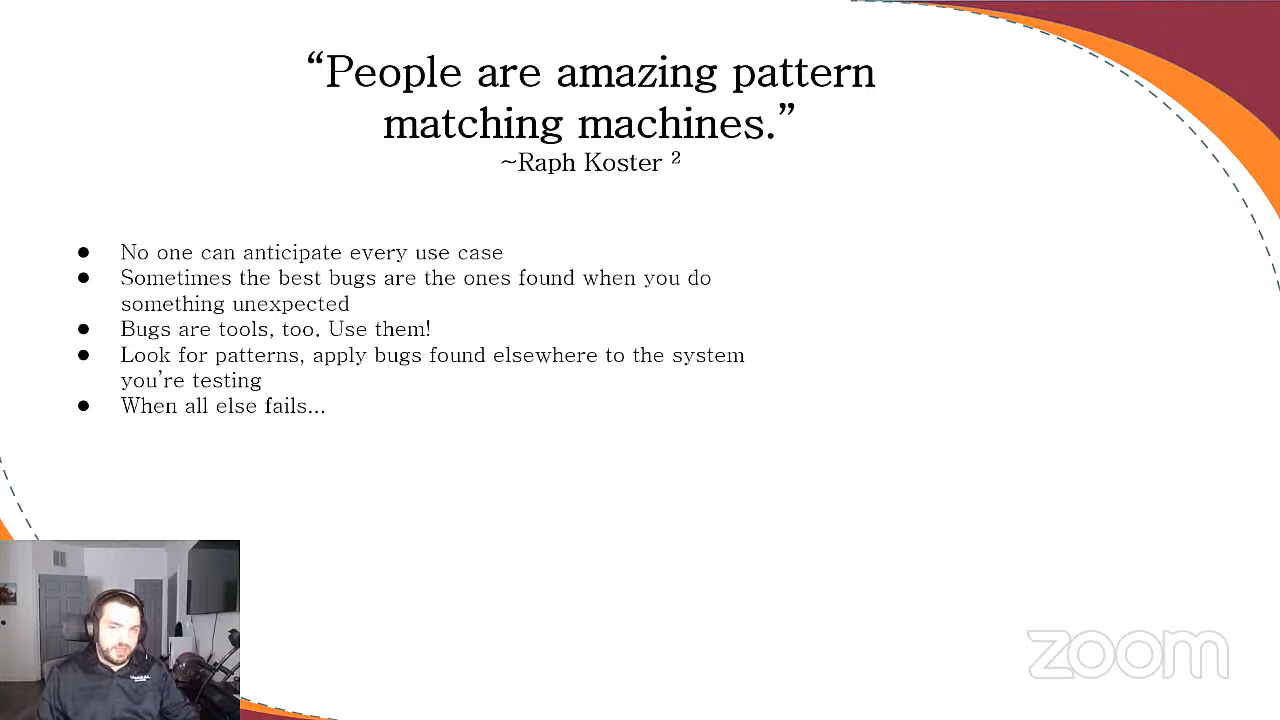 “People are amazing pattern
matching machines.”
~Raph Koster ²
● No one can anticipate every use case
● Sometimes the best bugs are the ones found when you do
something unexpected
● Bugs are tools, too. Use them!
● Look for patterns, apply bugs found elsewhere to the system
you’re testing
● When all else fails...
zoom